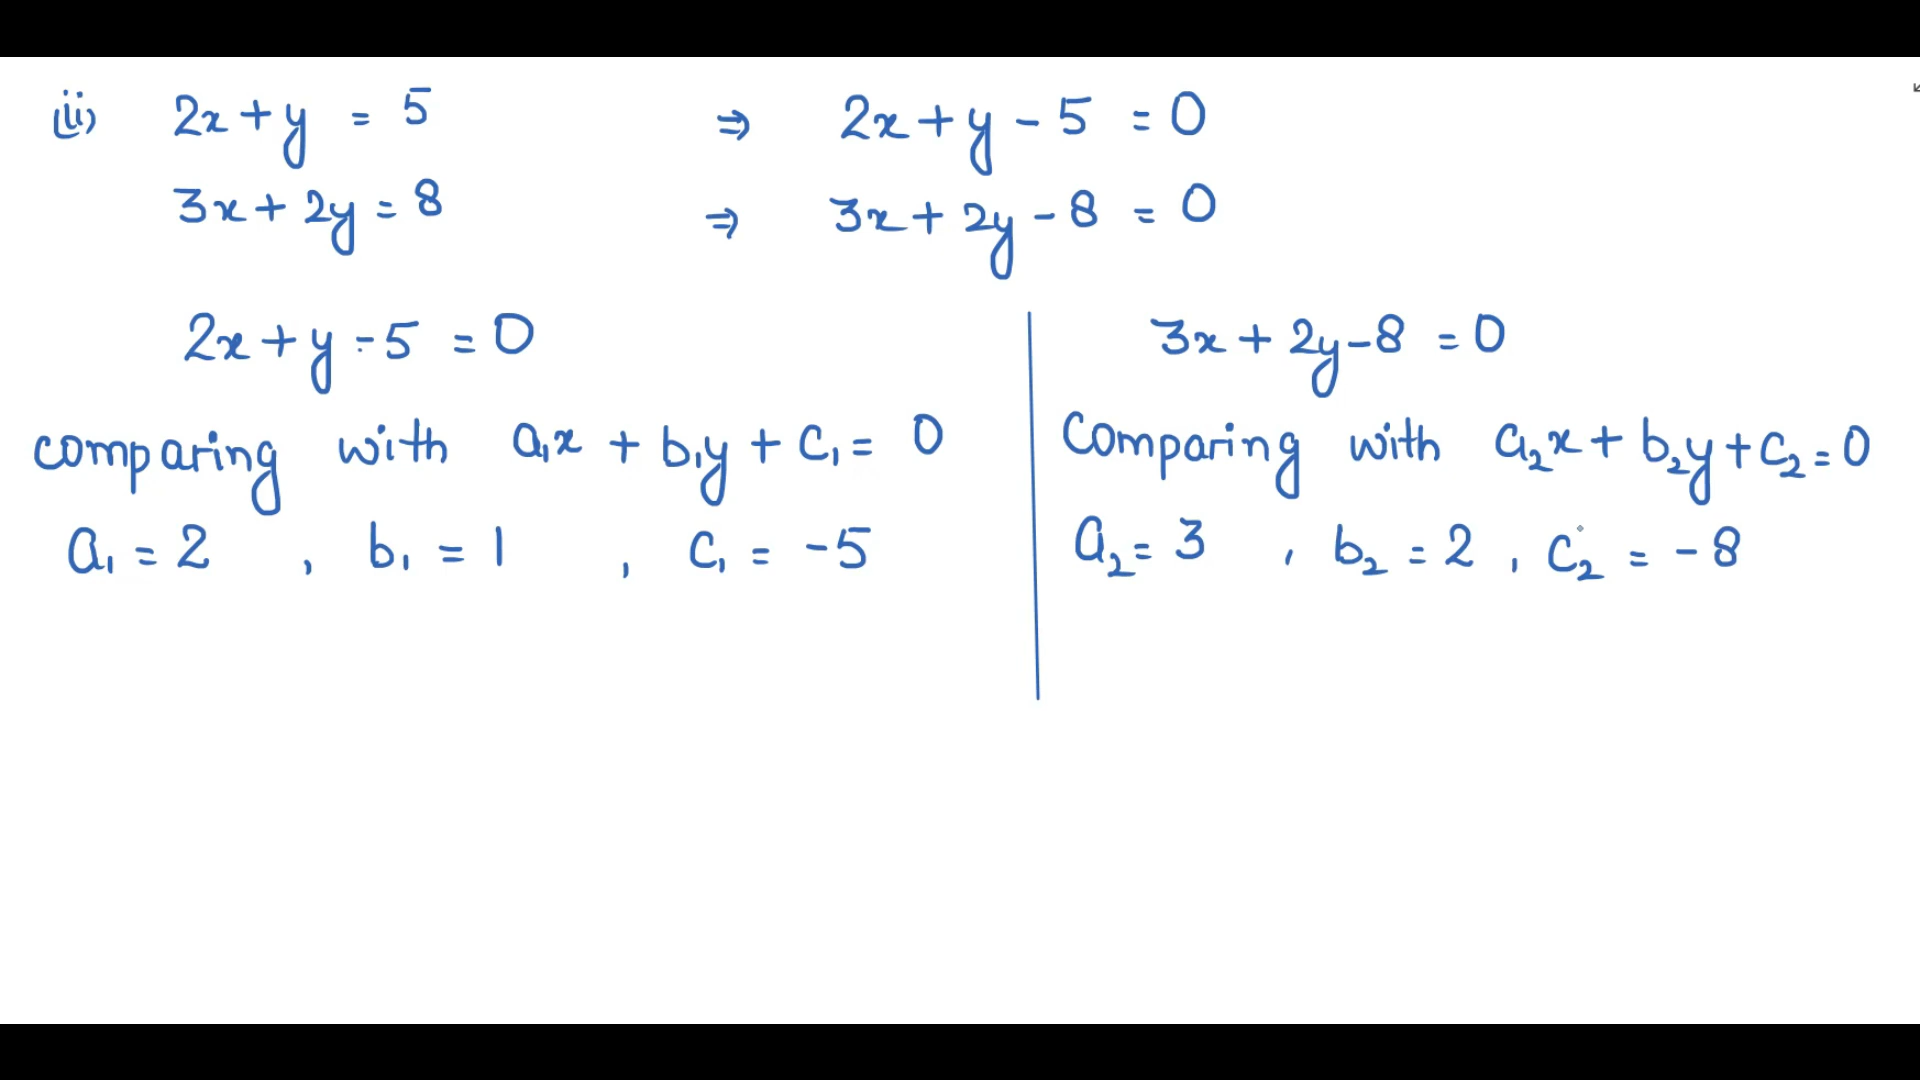 (ii) 2x + y = 5 ⇒ 2x + y - 5 = 0
3x + 2y = 8 ⇒ 3x + 2y - 8 = 0
2x + y - 5 = 0
comparing with a₁x + b₁y + c₁ = 0
a₁ = 2 , b₁ = 1 , c₁ = -5
3x + 2y - 8 = 0
Comparing with a₂x + b₂y + c₂ = 0
a₂ = 3 , b₂ = 2 , c₂ = -8